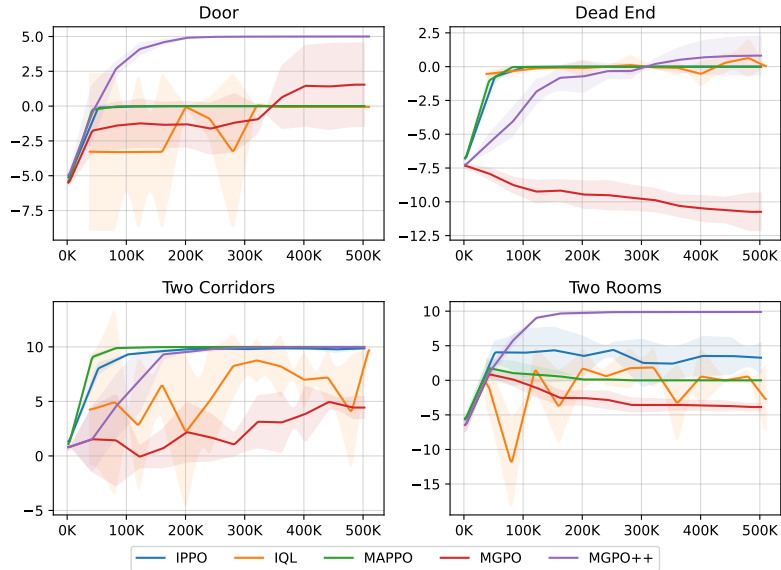 Door
5.0
2.5
0.0
−2.5
−5.0
−7.5
0K 100K 200K 300K 400K 500K
Dead End
2.5
0.0
−2.5
−5.0
−7.5
−10.0
−12.5
0K 100K 200K 300K 400K 500K
Two Corridors
10
5
0
−5
0K 100K 200K 300K 400K 500K
Two Rooms
10
5
0
−5
−10
−15
0K 100K 200K 300K 400K 500K
IPPO IQL MAPPO MGPO MGPO++